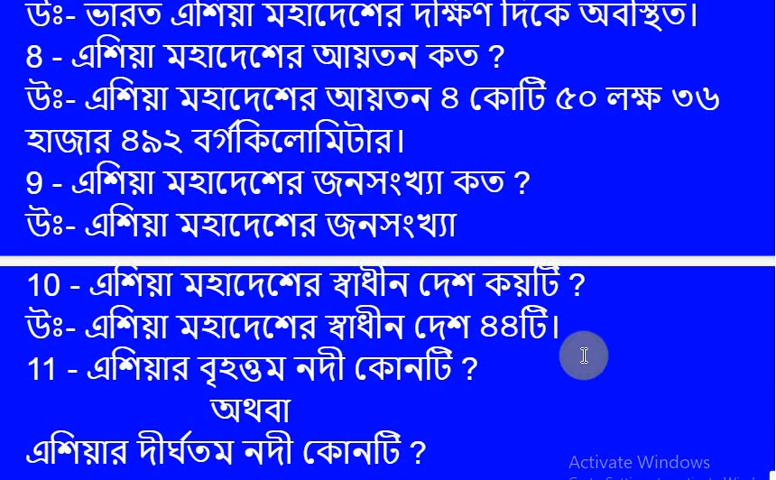 উঃ- ভারত এশিয়া মহাদেশের দক্ষিণ দিকে অবস্থিত।
8 - এশিয়া মহাদেশের আয়তন কত ?
উঃ- এশিয়া মহাদেশের আয়তন ৪ কোটি ৫০ লক্ষ ৩৬
হাজার ৪৯২ বর্গকিলোমিটার।
9 - এশিয়া মহাদেশের জনসংখ্যা কত ?
উঃ- এশিয়া মহাদেশের জনসংখ্যা
10 - এশিয়া মহাদেশের স্বাধীন দেশ কয়টি ?
উঃ- এশিয়া মহাদেশের স্বাধীন দেশ ৪৪টি।
11 - এশিয়ার বৃহত্তম নদী কোনটি ?
অথবা
এশিয়ার দীর্ঘতম নদী কোনটি ?
Activate Windows